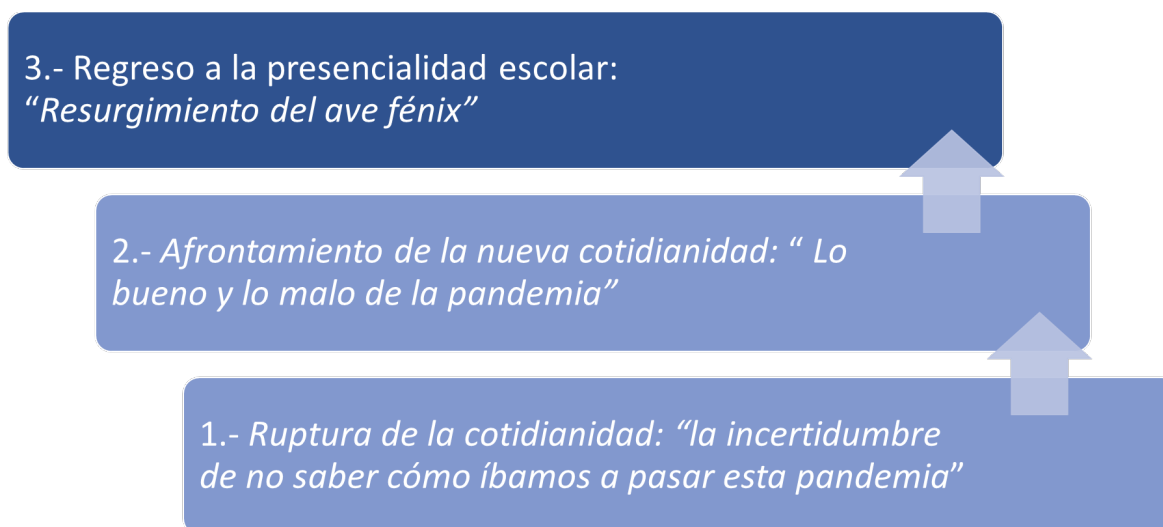 3.- Regreso a la presencialidad escolar:
“Resurgimiento del ave fénix”
2.- Afrontamiento de la nueva cotidianidad: “ Lo
bueno y lo malo de la pandemia”
1.- Ruptura de la cotidianidad: “la incertidumbre
de no saber cómo íbamos a pasar esta pandemia”